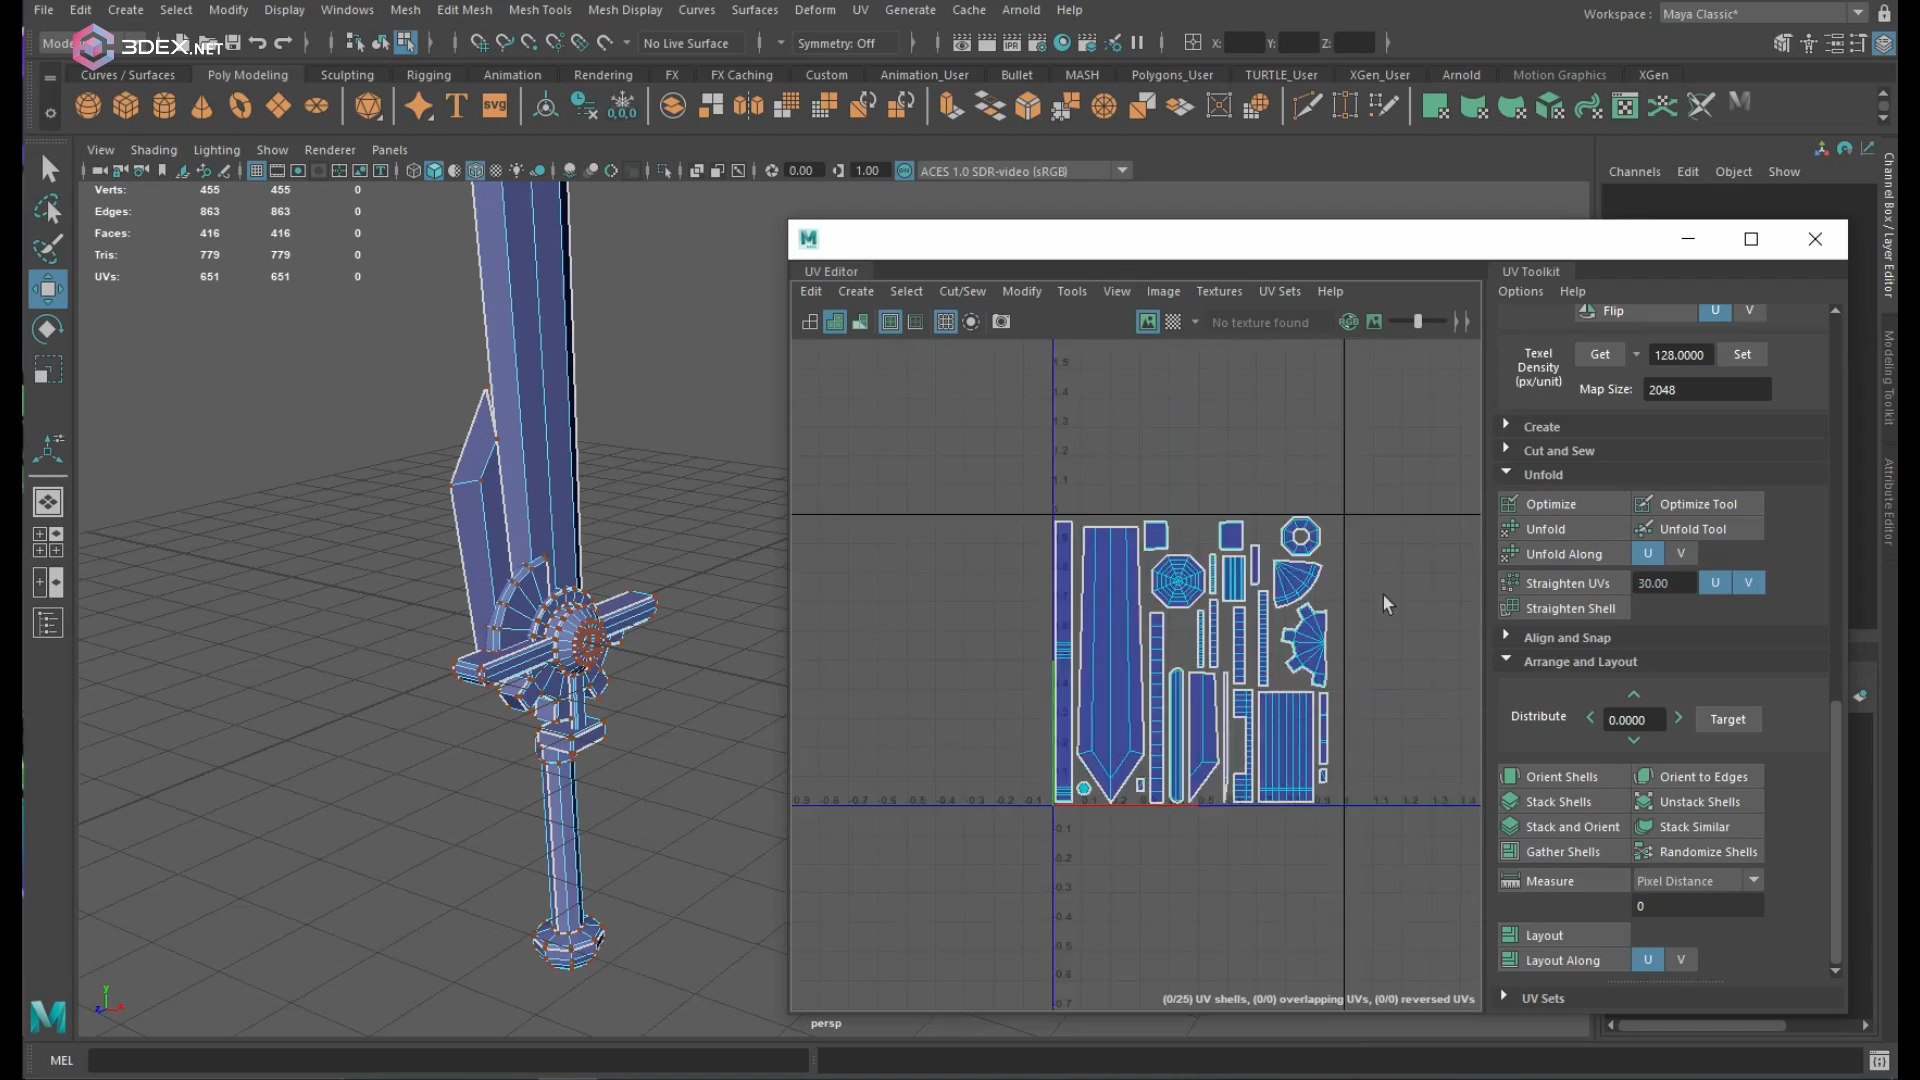 File Edit Create Select Modify Display Windows Mesh Edit Mesh Mesh Tools Mesh Display Curves Surfaces Deform UV Generate Cache Arnold Help
Workspace : Maya Classic*
3DEX.NET
No Live Surface
Symmetry: Off
X: Y: Z:
Curves / Surfaces Poly Modeling Sculpting Rigging Animation Rendering FX FX Caching Custom Animation_User Bullet MASH Polygons_User TURTLE_User XGen_User Arnold Motion Graphics XGen
View Shading Lighting Show Renderer Panels
0.00 1.00 ACES 1.0 SDR-video (sRGB)
Channels Edit Object Show
Channel Box / Layer Editor
Modeling Toolkit
Attribute Editor
Verts: 455 455 0
Edges: 863 863 0
Faces: 416 416 0
Tris: 779 779 0
UVs: 651 651 0
UV Editor
Edit Create Select Cut/Sew Modify Tools View Image Textures UV Sets Help
No texture found
UV Toolkit
Options Help
Flip U V
Texel Density (px/unit) Get 128.0000 Set
Map Size: 2048
Create
Cut and Sew
Unfold
Optimize Optimize Tool
Unfold Unfold Tool
Unfold Along U V
Straighten UVs 30.00 U V
Straighten Shell
Align and Snap
Arrange and Layout
Distribute 0.0000 Target
Orient Shells Orient to Edges
Stack Shells Unstack Shells
Stack and Orient Stack Similar
Gather Shells Randomize Shells
Measure Pixel Distance
0
Layout
Layout Along U V
UV Sets
(0/25) UV shells, (0/0) overlapping UVs, (0/0) reversed UVs
persp
MEL